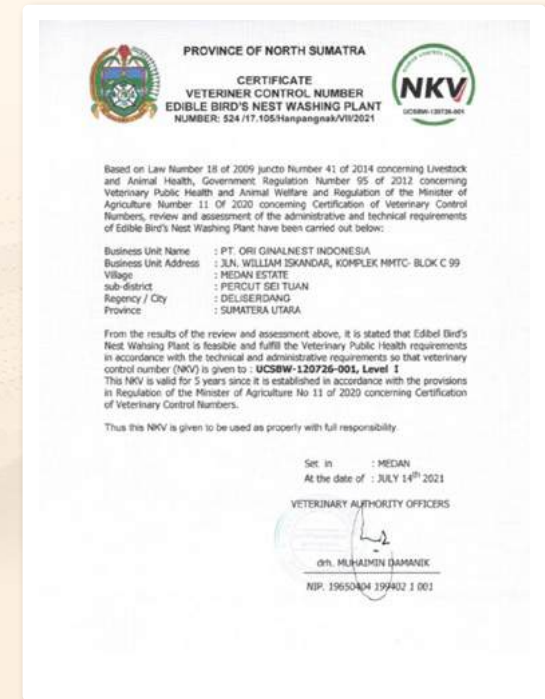 PROVINCE OF NORTH SUMATRA
CERTIFICATE
VETERINER CONTROL NUMBER
EDIBLE BIRD'S NEST WASHING PLANT
NUMBER: 524 /17.105/Hanpangnak/VII/2021
NKV
UCSBW-120726-001
Based on Law Number 18 of 2009 juncto Number 41 of 2014 concerning Livestock
and Animal Health, Government Regulation Number 95 of 2012 concerning
Veterinary Public Health and Animal Welfare and Regulation of the Minister of
Agriculture Number 11 Of 2020 concerning Certification of Veterinary Control
Numbers, review and assessment of the administrative and technical requirements
of Edible Bird's Nest Washing Plant have been carried out below:
Business Unit Name : PT. ORI GINALNEST INDONESIA
Business Unit Address : JLN. WILLIAM ISKANDAR, KOMPLEK MMTC- BLOK C 99
Village : MEDAN ESTATE
sub-district : PERCUT SEI TUAN
Regency / City : DELISERDANG
Province : SUMATERA UTARA
From the results of the review and assessment above, it is stated that Edibel Bird's
Nest Wahsing Plant is feasible and fulfill the Veterinary Public Health requirements
in accordance with the technical and administrative requirements so that veterinary
control number (NKV) is given to : UCSBW-120726-001, Level I
This NKV is valid for 5 years since it is established in accordance with the provisions
in Regulation of the Minister of Agriculture No 11 of 2020 concerning Certification
of Veterinary Control Numbers.
Thus this NKV is given to be used as properly with full responsibility.
Set in : MEDAN
At the date of : JULY 14th 2021
VETERINARY AUTHORITY OFFICERS
drh. MUHAIMIN DAMANIK
NIP. 19650404 199402 1 001